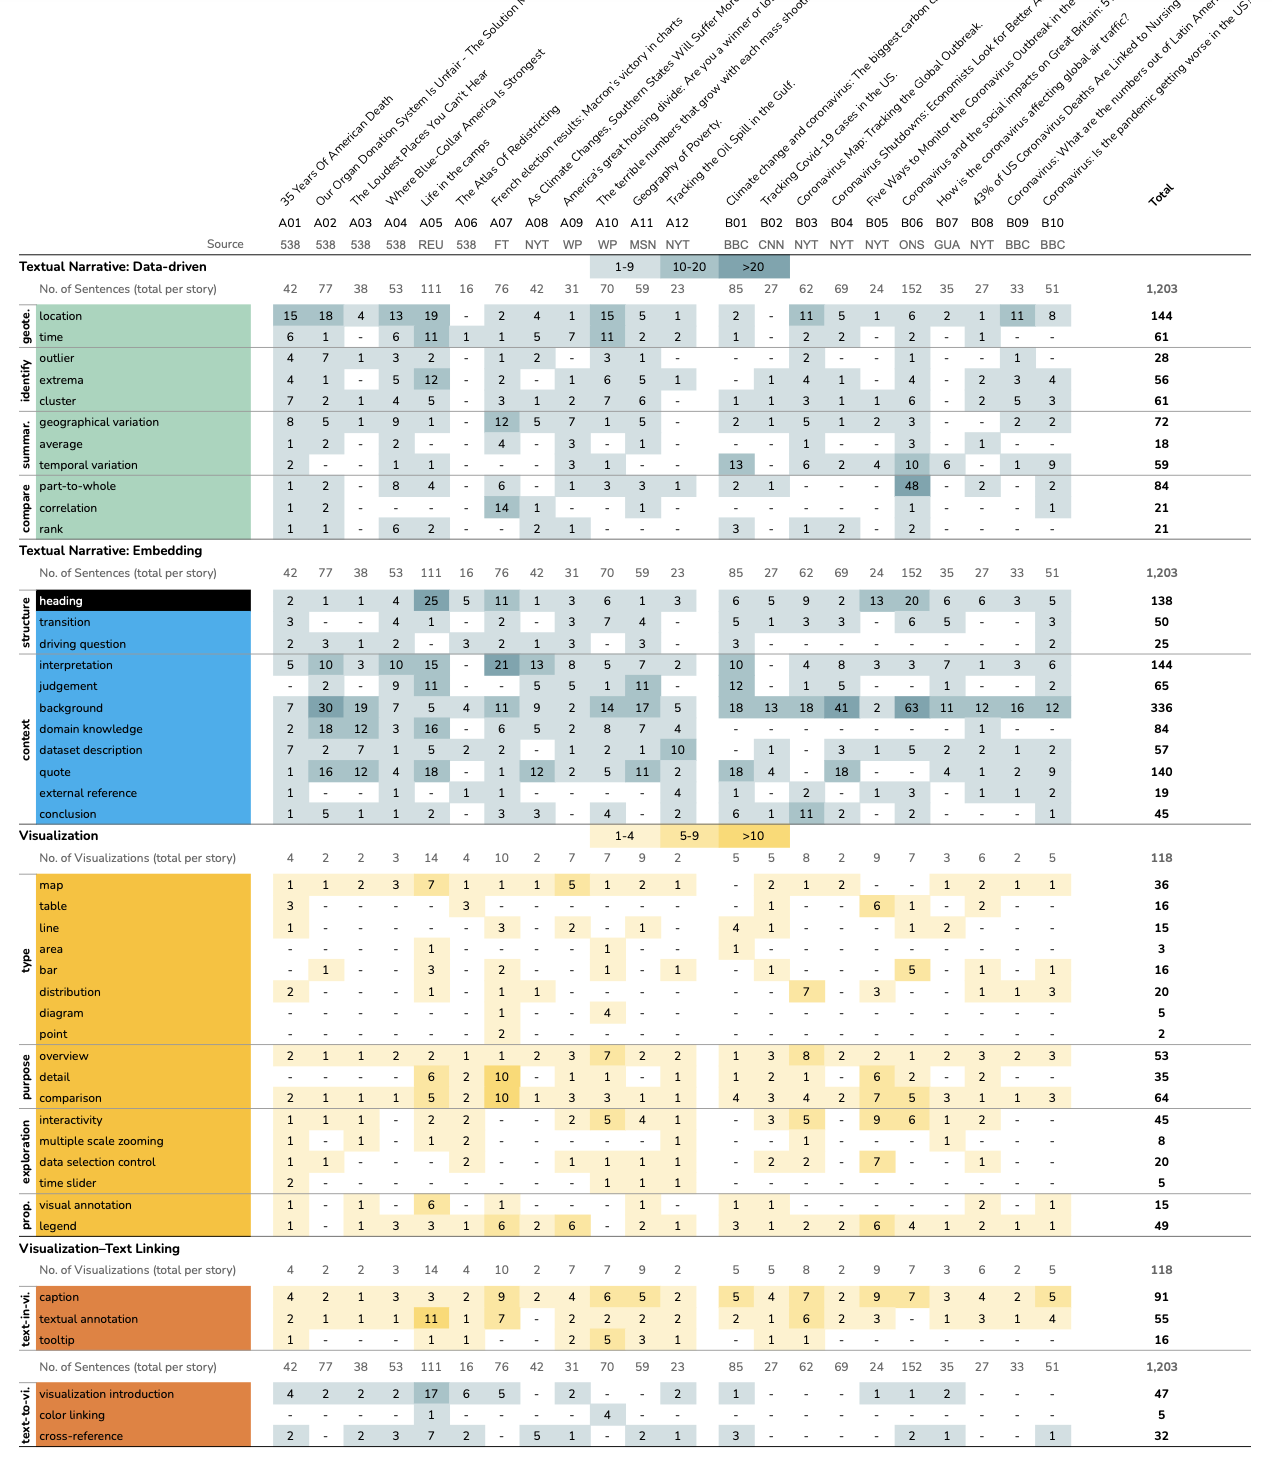 35 Years Of American Death
Our Organ Donation System Is Unfair - The Solution
The Loudest Places You Can't Hear
Where Blue-Collar America Is Strongest
Life in the camps
The Atlas Of Redistricting
French election results: Macron's victory in charts
As Climate Changes, Southern States Will Suffer More
America's great housing divide: Are you a winner or
The terrible numbers that grow with each mass
Geography of Poverty.
Tracking the Oil Spill in the Gulf.
Climate change and coronavirus: The biggest carbon
Tracking Covid-19 cases in the US.
Coronavirus Map: Tracking the Global Outbreak.
Coronavirus Shutdowns: Economists Look for Better
Five Ways to Monitor the Coronavirus Outbreak in the
Coronavirus and the social impacts on Great Britain:
How is the coronavirus affecting global air traffic?
43% of US Coronavirus Deaths Are Linked to Nursing
Coronavirus: What are the numbers out of Latin
Coronavirus: Is the pandemic getting worse in the US?
Total
A01 A02 A03 A04 A05 A06 A07 A08 A09 A10 A11 A12 B01 B02 B03 B04 B05 B06 B07 B08 B09 B10
Source 538 538 538 538 REU 538 FT NYT WP WP MSN NYT BBC CNN NYT NYT NYT ONS GUA NYT BBC BBC
Textual Narrative: Data-driven 1-9 10-20 >20
No. of Sentences (total per story) 42 77 38 53 111 16 76 42 31 70 59 23 85 27 62 69 24 152 35 27 33 51 1,203
geote.
location 15 18 4 13 19 - 2 4 1 15 5 1 2 - 11 5 1 6 2 1 11 8 144
time 6 1 - 6 11 1 1 5 7 11 2 2 1 - 2 2 - 2 - 1 - - 61
identify
outlier 4 7 1 3 2 - 1 2 - 3 1 - - - 2 - - 1 - - 1 - 28
extrema 4 1 - 5 12 - 2 - 1 6 5 1 - 1 4 1 - 4 - 2 3 4 56
cluster 7 2 1 4 5 - 3 1 2 7 6 - 1 1 3 1 1 6 - 2 5 3 61
summar.
geographical variation 8 5 1 9 1 - 12 5 7 1 5 - 2 1 5 1 2 3 - - 2 2 72
average 1 2 - 2 - - 4 - 3 - 1 - - - 1 - - 3 - 1 - - 18
temporal variation 2 - - 1 1 - - - 3 1 - - 13 - 6 2 4 10 6 - 1 9 59
compare
part-to-whole 1 2 - 8 4 - 6 - 1 3 3 1 2 1 - - - 48 - 2 - 2 84
correlation 1 2 - - - - 14 1 - - 1 - - - - - - 1 - - - 1 21
rank 1 1 - 6 2 - - 2 1 - - - 3 - 1 2 - 2 - - - - 21
Textual Narrative: Embedding
No. of Sentences (total per story) 42 77 38 53 111 16 76 42 31 70 59 23 85 27 62 69 24 152 35 27 33 51 1,203
structure
heading 2 1 1 4 25 5 11 1 3 6 1 3 6 5 9 2 13 20 6 6 3 5 138
transition 3 - - 4 1 - 2 - 3 7 4 - 5 1 3 3 - 6 5 - - 3 50
driving question 2 3 1 2 - 3 2 1 3 - 3 - 3 - - - - - - - - 2 25
context
interpretation 5 10 3 10 15 - 21 13 8 5 7 2 10 - 4 8 3 3 7 1 3 6 144
judgement - 2 - 9 11 - - 5 5 1 11 - 12 - 1 5 - - 1 - - 2 65
background 7 30 19 7 5 4 11 9 2 14 17 5 18 13 18 41 2 63 11 12 16 12 336
domain knowledge 2 18 12 3 16 - 6 5 2 8 7 4 - - - - - - - 1 - - 84
dataset description 7 2 7 1 5 2 2 - 1 2 1 10 - 1 - 3 1 5 2 2 1 2 57
quote 1 16 12 4 18 - 1 12 2 5 11 2 18 4 - 18 - - 4 1 2 9 140
external reference 1 - - 1 - 1 1 - - - - 4 1 - 2 - 1 3 - 1 1 2 19
conclusion 1 5 1 1 2 - 3 3 - 4 - 2 6 1 11 2 - 2 - - - 1 45
Visualization 1-4 5-9 >10
No. of Visualizations (total per story) 4 2 2 3 14 4 10 2 7 7 9 2 5 5 8 2 9 7 3 6 2 5 118
type
map 1 1 2 3 7 1 1 1 5 1 2 1 - 2 1 2 - - 1 2 1 1 36
table 3 - - - - 3 - - - - - - - 1 - - 6 1 - 2 - - 16
line 1 - - - - - 3 - 2 - 1 - 4 1 - - - 1 2 - - - 15
area - - - - 1 - - - - 1 - - 1 - - - - - - - - - 3
bar - 1 - - 3 - 2 - - 1 - 1 - 1 - - - 5 - 1 - 1 16
distribution 2 - - - 1 - 1 1 - - - - - - 7 - 3 - - 1 1 3 20
diagram - - - - - - 1 - - 4 - - - - - - - - - - - - 5
point - - - - - - 2 - - - - - - - - - - - - - - - 2
purpose
overview 2 1 1 2 2 1 1 2 3 7 2 2 1 3 8 2 2 1 2 3 2 3 53
detail - - - - 6 2 10 - 1 1 - 1 1 2 1 - 6 2 - 2 - - 35
comparison 2 1 1 1 5 2 10 1 3 3 1 1 4 3 4 2 7 5 3 1 1 3 64
exploration
interactivity 1 1 1 - 2 2 - - 2 5 4 1 - 3 5 - 9 6 1 2 - - 45
multiple scale zooming 1 - 1 - 1 2 - - - - - 1 - - 1 - - - 1 - - - 8
data selection control 1 1 - - - 2 - - 1 1 1 1 - 2 2 - 7 - - 1 - - 20
time slider 2 - - - - - - - - 1 1 1 - - - - - - - - - - 5
prop.
visual annotation 1 - 1 - 6 - 1 - - - 1 - 1 1 - - - - - 2 - 1 15
legend 1 - 1 3 3 1 6 2 6 - 2 1 3 1 2 2 6 4 1 2 1 1 49
Visualization–Text Linking
No. of Visualizations (total per story) 4 2 2 3 14 4 10 2 7 7 9 2 5 5 8 2 9 7 3 6 2 5 118
text-in-vi.
caption 4 2 1 3 3 2 9 2 4 6 5 2 5 4 7 2 9 7 3 4 2 5 91
textual annotation 2 1 1 1 11 1 7 - 2 2 2 2 2 1 6 2 3 - 1 3 1 4 55
tooltip 1 - - - 1 1 - - 2 5 3 1 - 1 1 - - - - - - - 16
No. of Sentences (total per story) 42 77 38 53 111 16 76 42 31 70 59 23 85 27 62 69 24 152 35 27 33 51 1,203
text-to-vi.
visualization introduction 4 2 2 2 17 6 5 - 2 - - 2 1 - - - 1 1 2 - - - 47
color linking - - - - 1 - - - - 4 - - - - - - - - - - - - 5
cross-reference 2 - 2 3 7 2 - 5 1 - 2 1 3 - - - - 2 1 - - 1 32